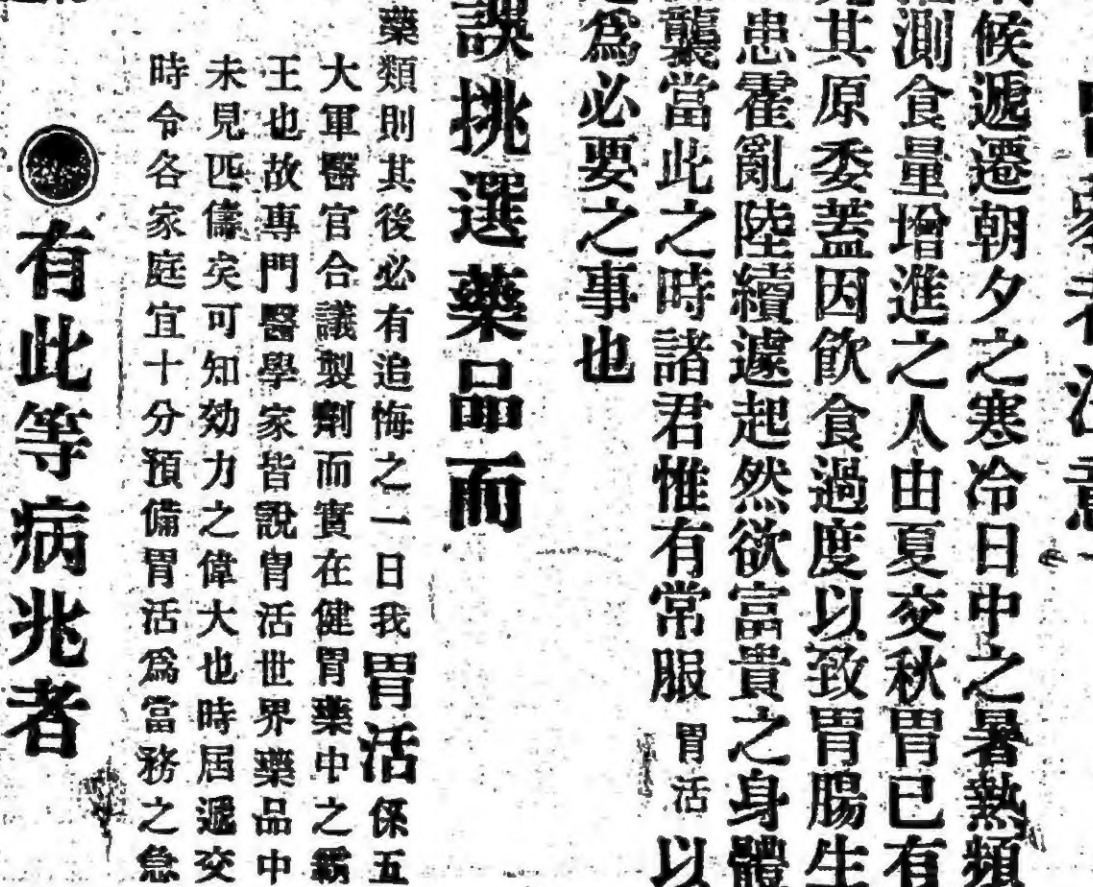 家者注意
候遞遷朝夕之寒冷日中之暑熱頻
測食量增進之人由夏交秋胃已有
其原委蓋因飲食過度以致胃腸生
患霍亂陸續遽起然欲富貴之身體
襲當此之時諸君惟有常服胃活以
爲必要之事也
誤挑選藥品而
藥類則其後必有追悔之一日我胃活係五
大軍醫官合議製劑而實在健胃藥中之霸
王也故專門醫學家皆說胃活世界藥品中
未見匹儔矣可知効力之偉大也時届遞交
時令各家庭宜十分預備胃活爲當務之急
有此等病兆者